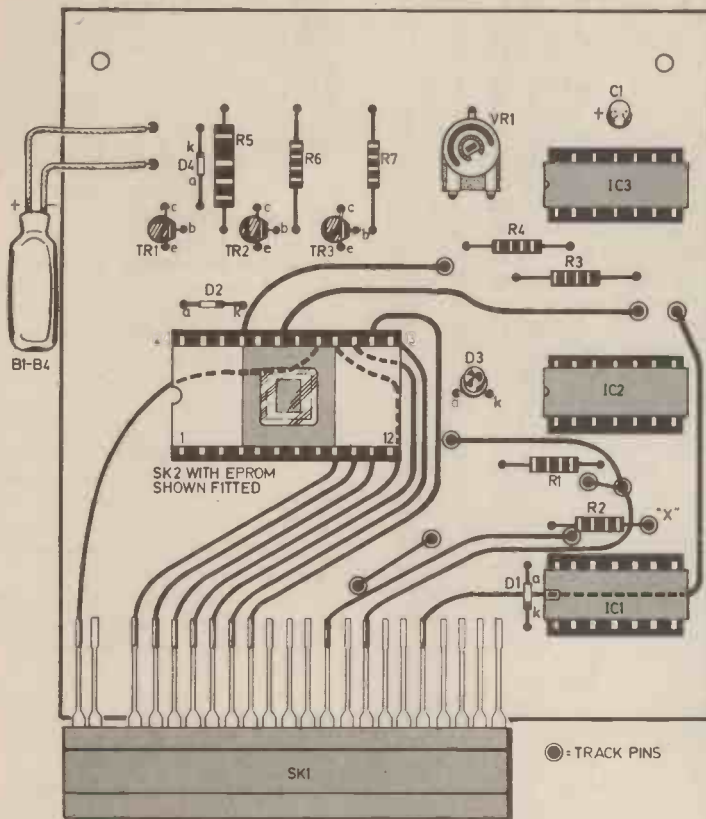 C1
+
VR1
IC3
k
D4
a
R5
R6
R7
c
b
e
TR1
c
b
e
TR2
c
b
e
TR3
R4
R3
+
−
B1-B4
D2
a
k
13
D3
a
k
IC2
1
12
SK2 WITH EPROM
SHOWN FITTED
R1
R2
"X"
D1
a
k
IC1
SK1
= TRACK PINS